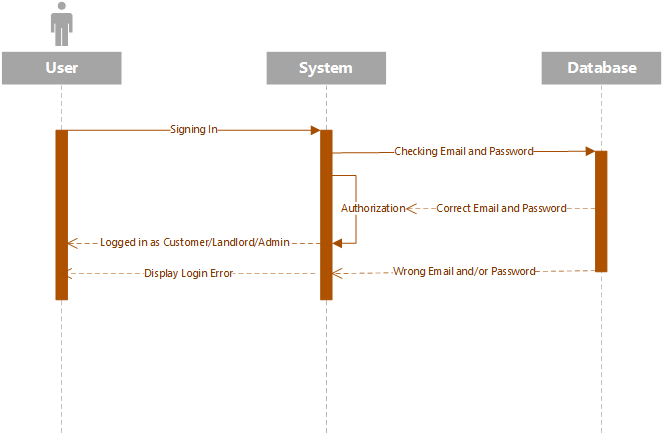 User
System
Database
Signing In
Checking Email and Password
Authorization
Correct Email and Password
Logged in as Customer/Landlord/Admin
Display Login Error
Wrong Email and/or Password